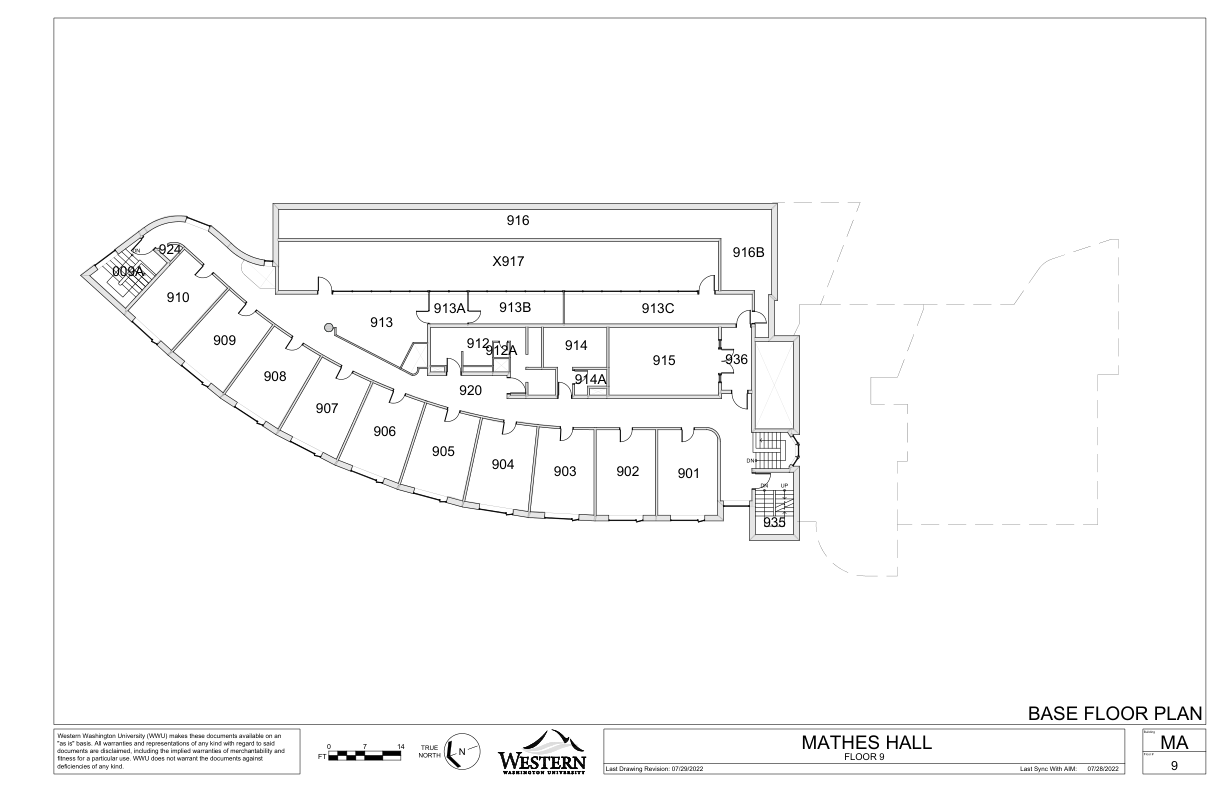 916
916B
X917
DN
924
009A
910
913A
913B
913C
913
909
912
912A
914
915
936
908
914A
920
907
906
905
904
903
902
901
DN
DN UP
935
BASE FLOOR PLAN
Western Washington University (WWU) makes these documents available on an
"as is" basis. All warranties and representations of any kind with regard to said
documents are disclaimed, including the implied warranties of merchantability and
fitness for a particular use. WWU does not warrant the documents against
deficiencies of any kind.
0 7 14
FT
TRUE
NORTH
N
WESTERN
WASHINGTON UNIVERSITY
MATHES HALL
FLOOR 9
Last Drawing Revision: 07/29/2022
Last Sync With AIM: 07/28/2022
Building
MA
Floor #
9